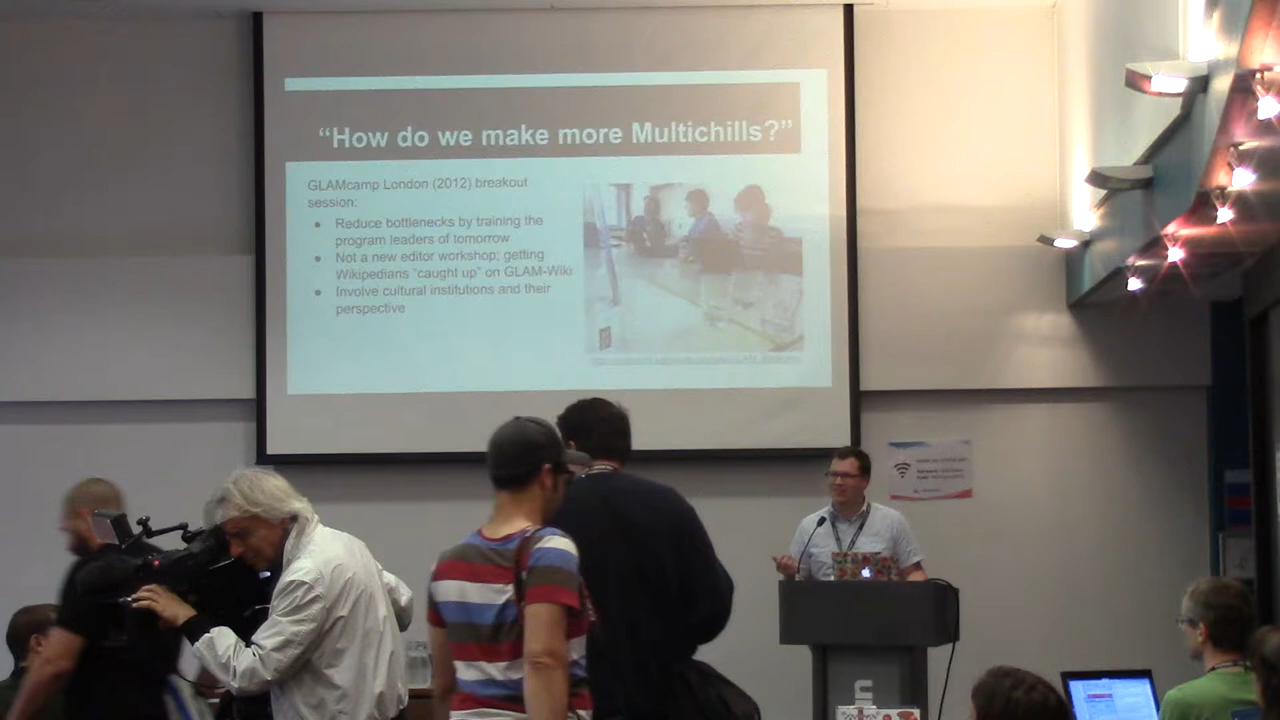 “How do we make more Multichills?”
GLAMcamp London (2012) breakout
session:
● Reduce bottlenecks by training the
program leaders of tomorrow
● Not a new editor workshop; getting
Wikipedians “caught up” on GLAM-Wiki
● Involve cultural institutions and their
perspective